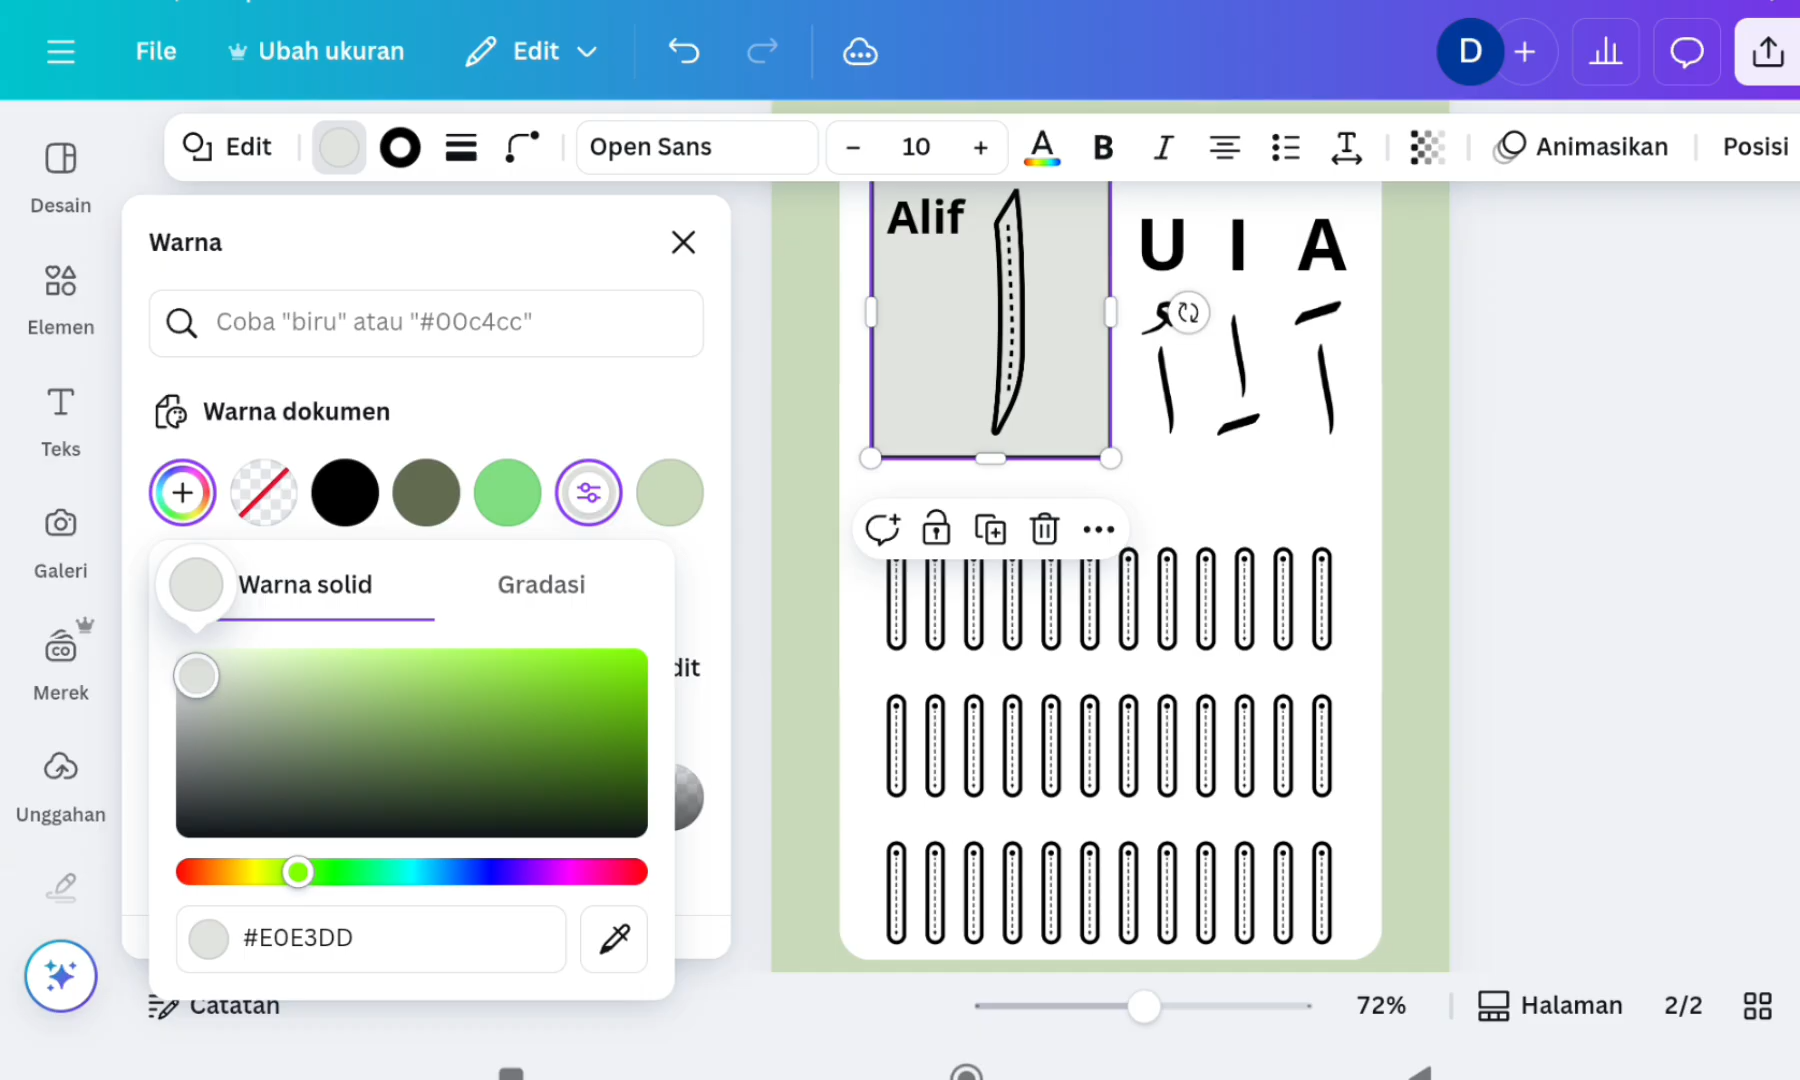 File
Ubah ukuran
Edit
D
Edit
Open Sans
10
A
B
I
Animasikan
Posisi
Desain
Elemen
Teks
Galeri
Merek
Unggahan
Warna
Coba "biru" atau "#00c4cc"
Warna dokumen
Warna solid
Gradasi
dit
#E0E3DD
Catatan
Alif
U I A
72%
Halaman
2/2